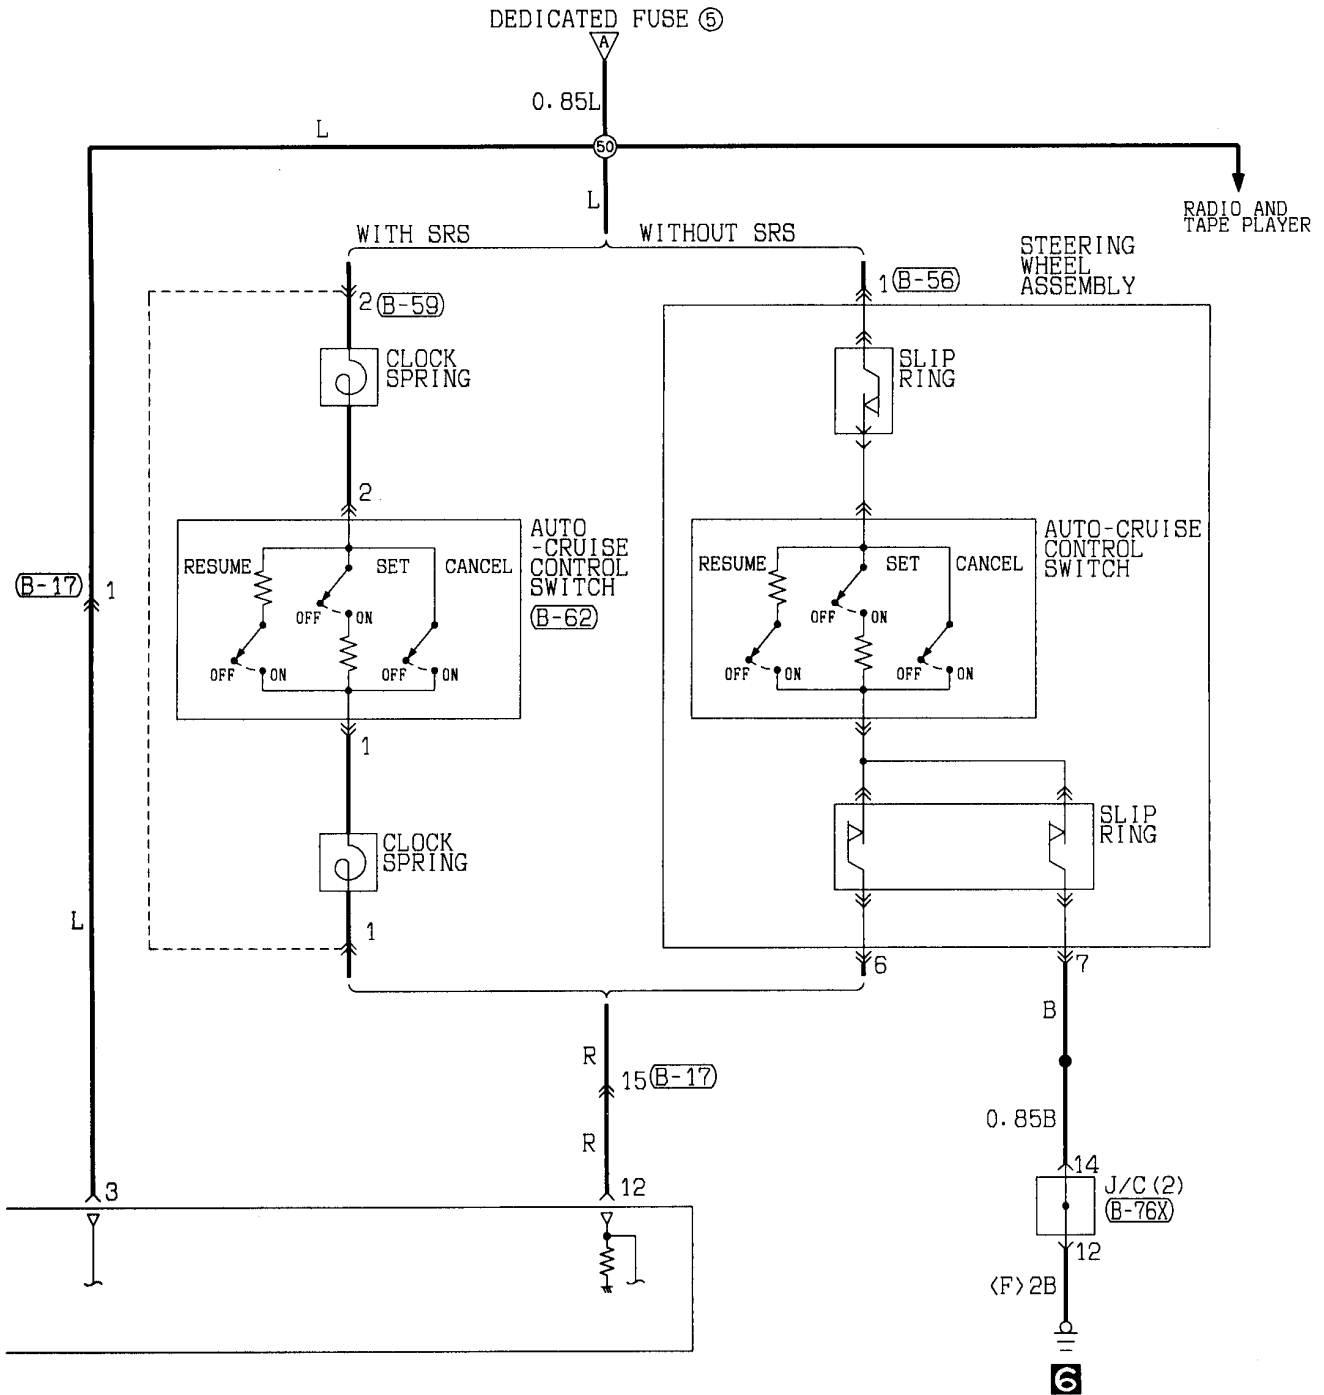 DEDICATED FUSE ⑤
A
0.85L
L
50
L
RADIO AND
TAPE PLAYER
WITH SRS
WITHOUT SRS
STEERING
WHEEL
ASSEMBLY
2 (B-59)
1 (B-56)
CLOCK
SPRING
SLIP
RING
2
AUTO
-CRUISE
CONTROL
SWITCH
(B-62)
RESUME
SET
CANCEL
OFF
ON
OFF
ON
OFF
ON
AUTO-CRUISE
CONTROL
SWITCH
RESUME
SET
CANCEL
OFF
ON
OFF
ON
OFF
ON
(B-17) 1
1
CLOCK
SPRING
SLIP
RING
L
1
6
7
B
R
15 (B-17)
R
0.85B
3
12
14
J/C(2)
(B-76X)
12
〈F〉2B
6